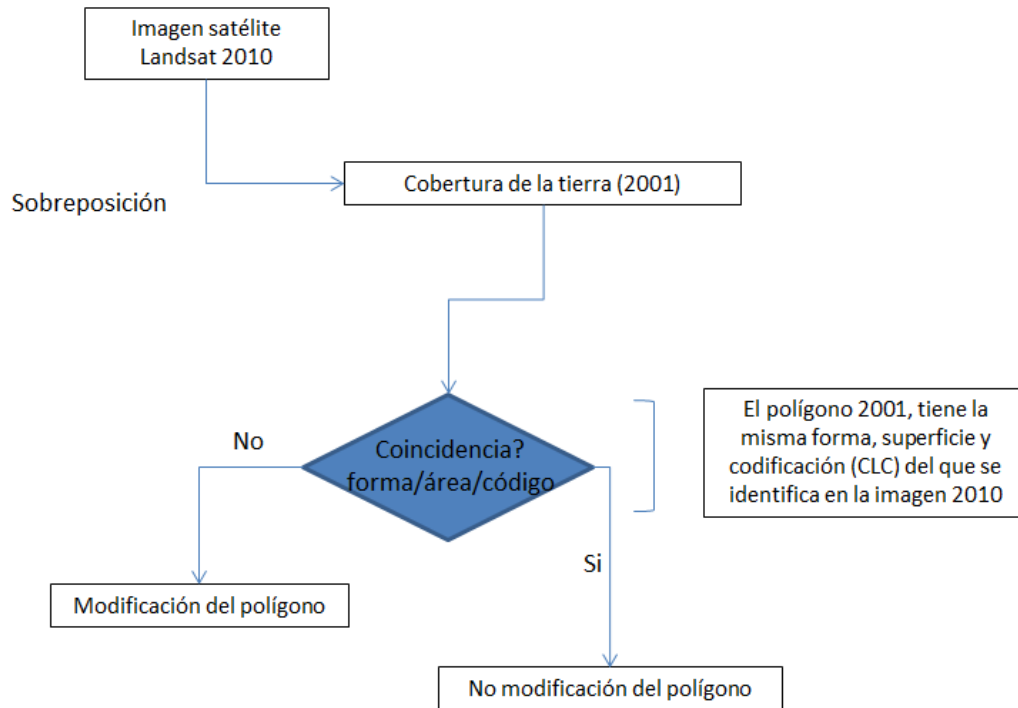 Imagen satélite
Landsat 2010
Cobertura de la tierra (2001)
Sobreposición
No
Coincidencia?
forma/área/código
El polígono 2001, tiene la
misma forma, superficie y
codificación (CLC) del que se
identifica en la imagen 2010
Si
Modificación del polígono
No modificación del polígono